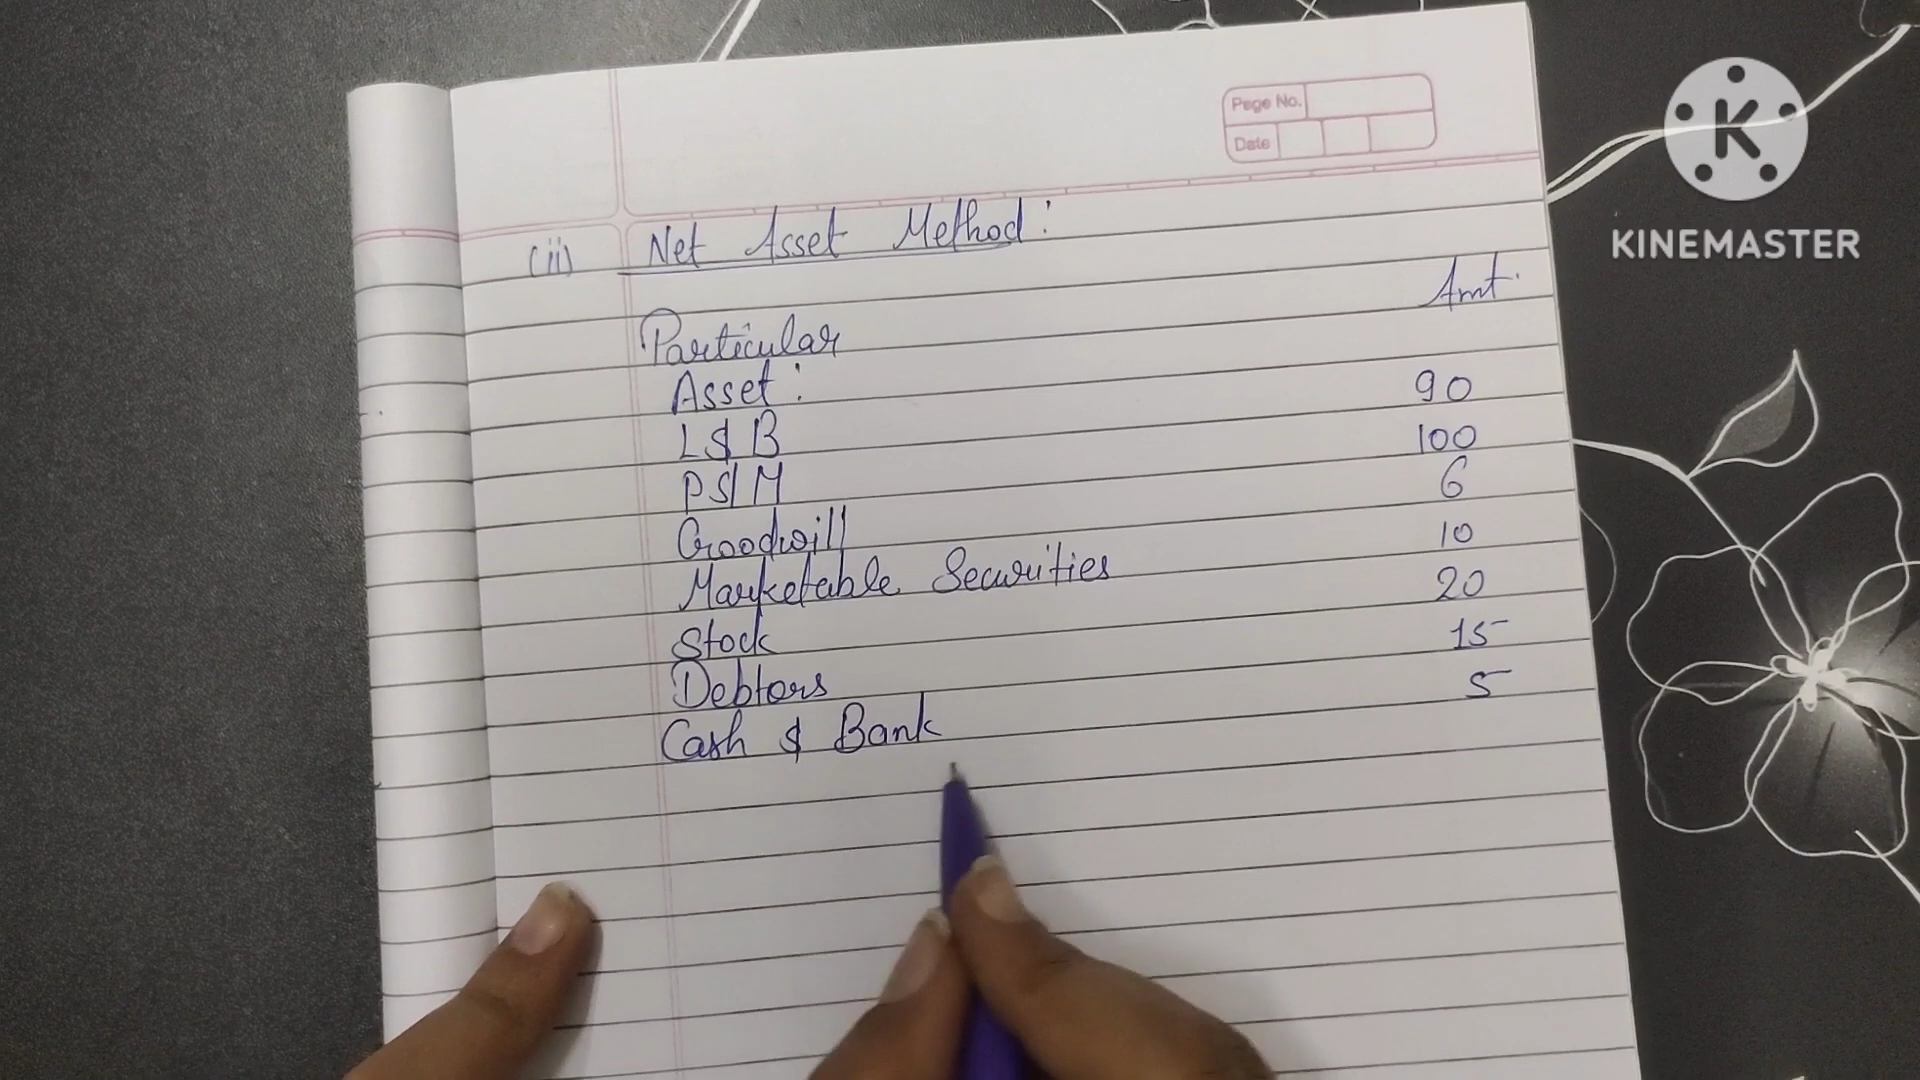 Page No.
Date
KINEMASTER
(ii) Net Asset Method:
Particular Amt.
Asset:
L & B 90
P & M 100
Goodwill 6
Marketable Securities 10
Stock 20
Debtors 15
Cash & Bank 5